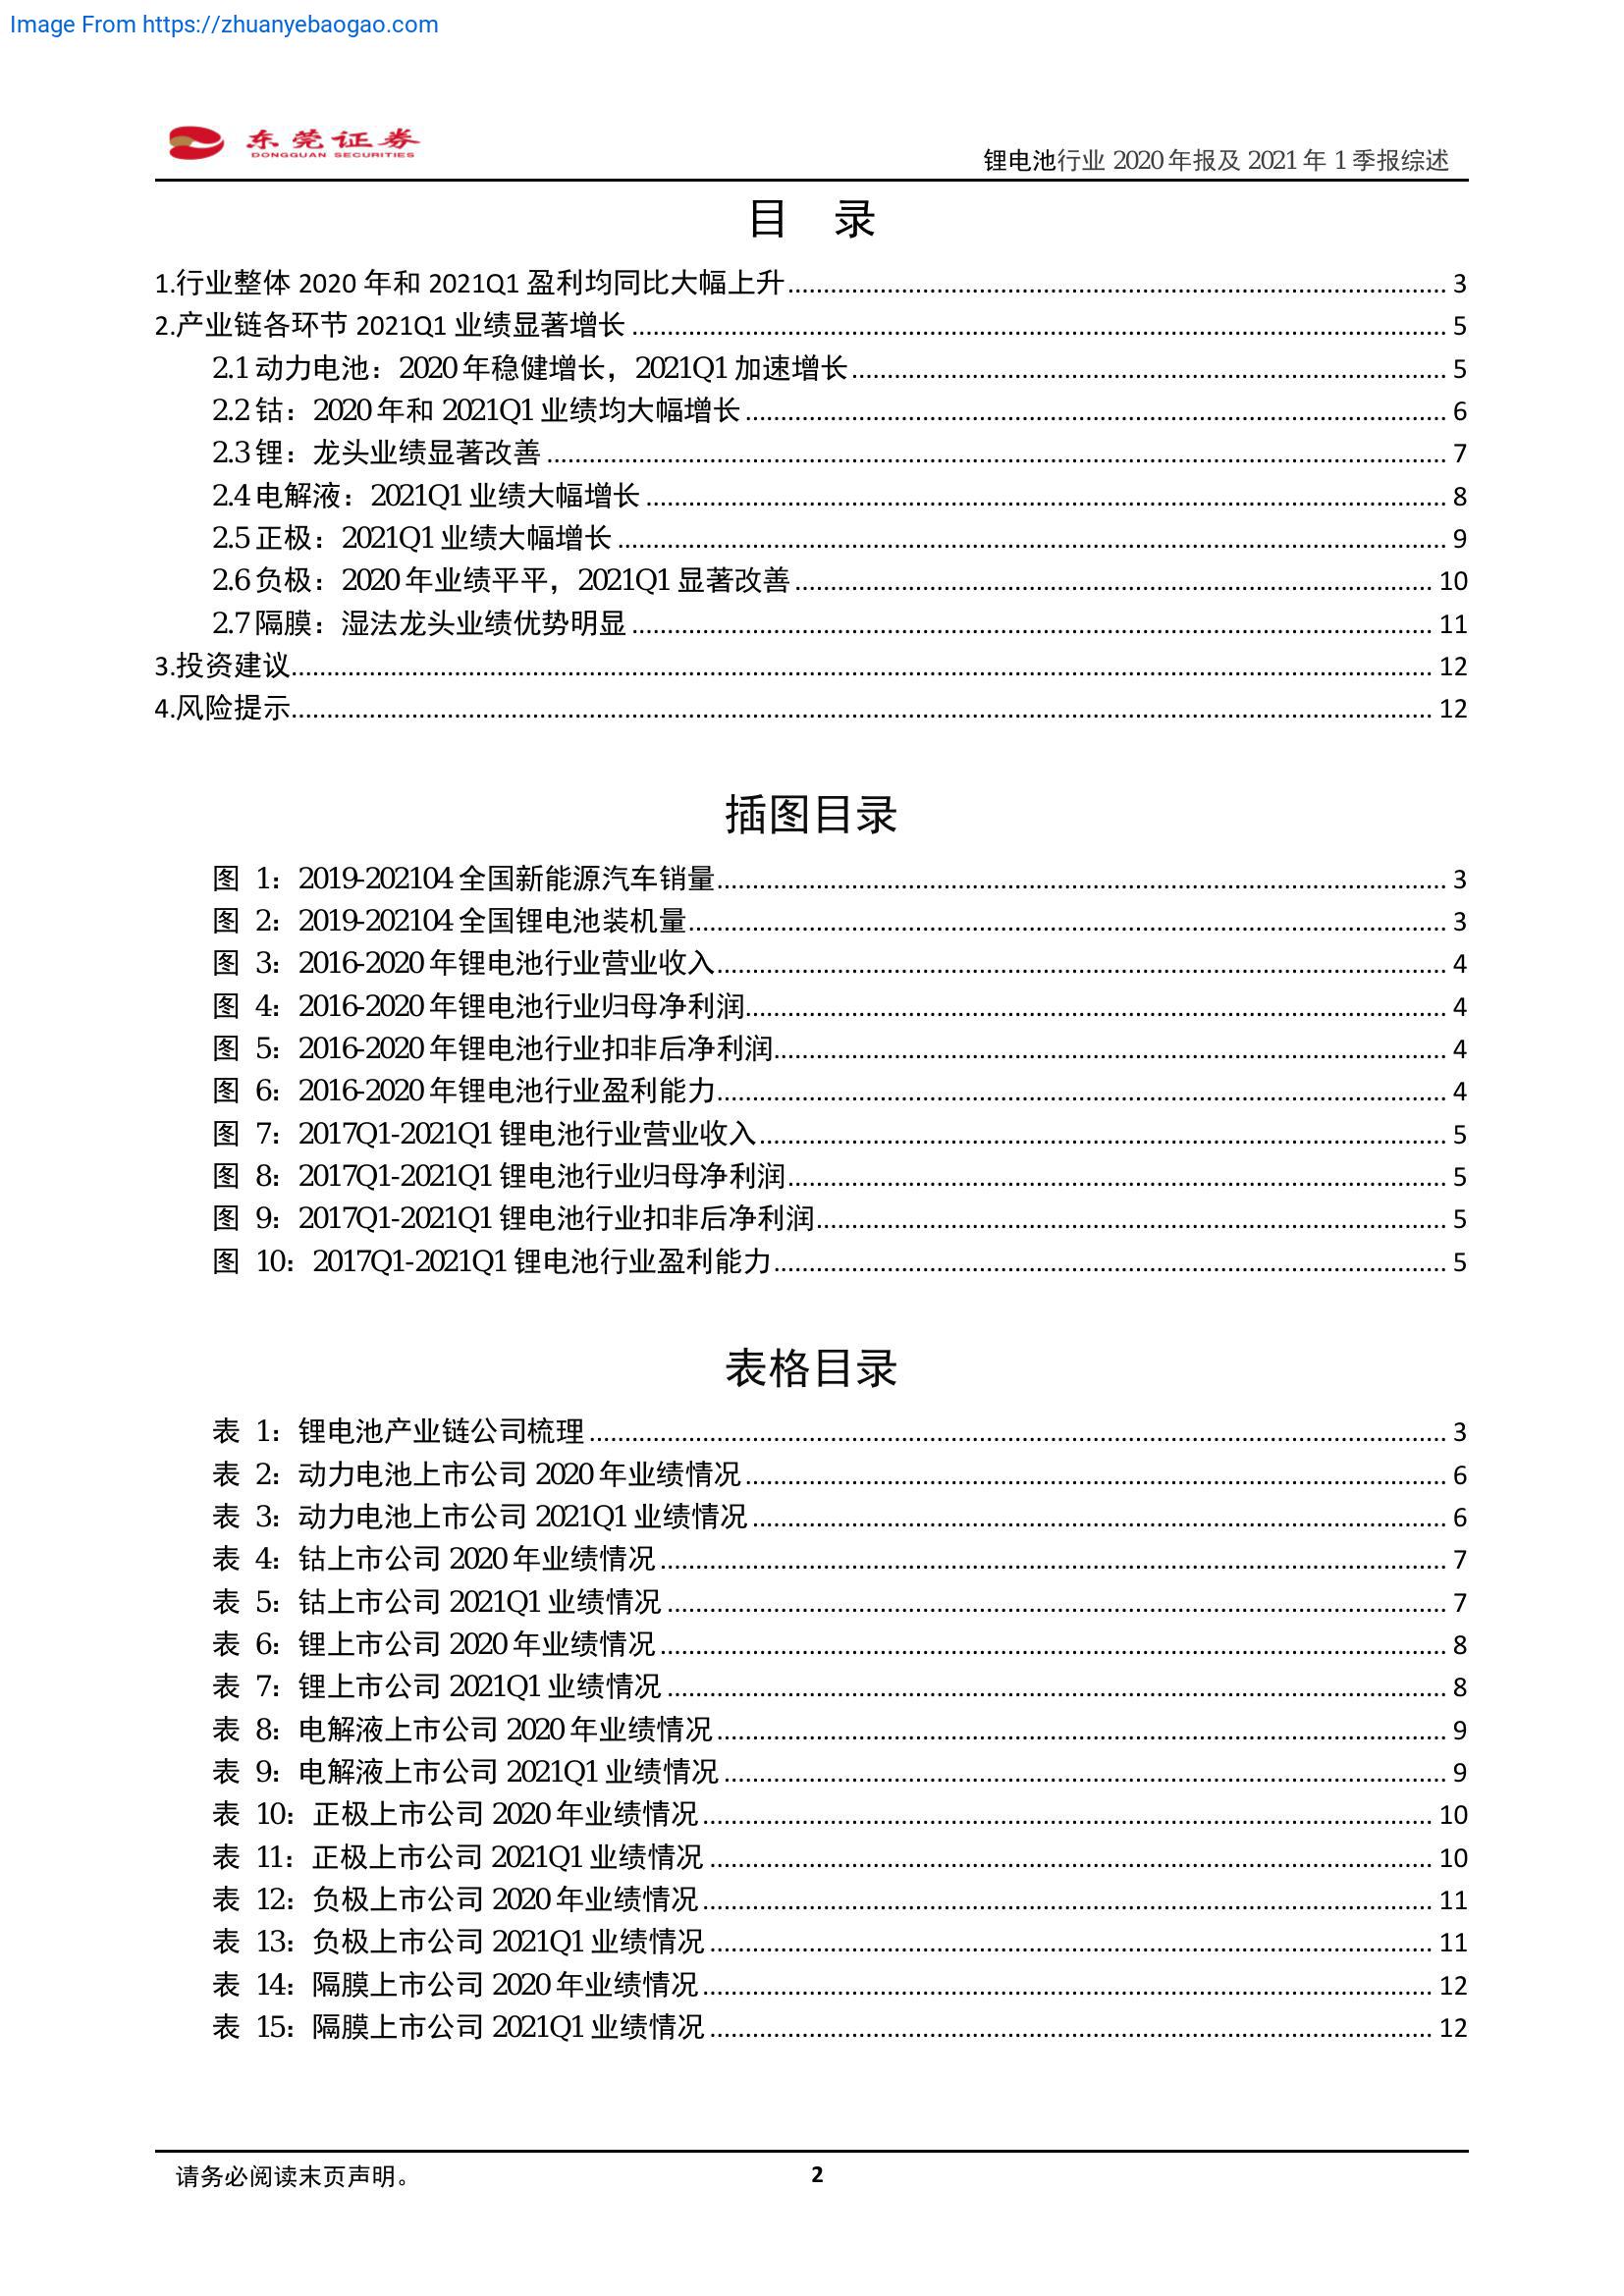 Image From https://zhuanyebaogao.com
东莞证券
DONGGUAN SECURITIES
锂电池行业 2020 年报及 2021 年 1 季报综述
目 录
1.行业整体 2020 年和 2021Q1 盈利均同比大幅上升........ 3
2.产业链各环节 2021Q1 业绩显著增长........ 5
2.1 动力电池：2020 年稳健增长，2021Q1 加速增长........ 5
2.2 钴：2020 年和 2021Q1 业绩均大幅增长........ 6
2.3 锂：龙头业绩显著改善........ 7
2.4 电解液：2021Q1 业绩大幅增长........ 8
2.5 正极：2021Q1 业绩大幅增长........ 9
2.6 负极：2020 年业绩平平，2021Q1 显著改善........ 10
2.7 隔膜：湿法龙头业绩优势明显........ 11
3.投资建议........ 12
4.风险提示........ 12
插图目录
图 1：2019-202104 全国新能源汽车销量........ 3
图 2：2019-202104 全国锂电池装机量........ 3
图 3：2016-2020 年锂电池行业营业收入........ 4
图 4：2016-2020 年锂电池行业归母净利润........ 4
图 5：2016-2020 年锂电池行业扣非后净利润........ 4
图 6：2016-2020 年锂电池行业盈利能力........ 4
图 7：2017Q1-2021Q1 锂电池行业营业收入........ 5
图 8：2017Q1-2021Q1 锂电池行业归母净利润........ 5
图 9：2017Q1-2021Q1 锂电池行业扣非后净利润........ 5
图 10：2017Q1-2021Q1 锂电池行业盈利能力........ 5
表格目录
表 1：锂电池产业链公司梳理........ 3
表 2：动力电池上市公司 2020 年业绩情况........ 6
表 3：动力电池上市公司 2021Q1 业绩情况........ 6
表 4：钴上市公司 2020 年业绩情况........ 7
表 5：钴上市公司 2021Q1 业绩情况........ 7
表 6：锂上市公司 2020 年业绩情况........ 8
表 7：锂上市公司 2021Q1 业绩情况........ 8
表 8：电解液上市公司 2020 年业绩情况........ 9
表 9：电解液上市公司 2021Q1 业绩情况........ 9
表 10：正极上市公司 2020 年业绩情况........ 10
表 11：正极上市公司 2021Q1 业绩情况........ 10
表 12：负极上市公司 2020 年业绩情况........ 11
表 13：负极上市公司 2021Q1 业绩情况........ 11
表 14：隔膜上市公司 2020 年业绩情况........ 12
表 15：隔膜上市公司 2021Q1 业绩情况........ 12
请务必阅读末页声明。
2